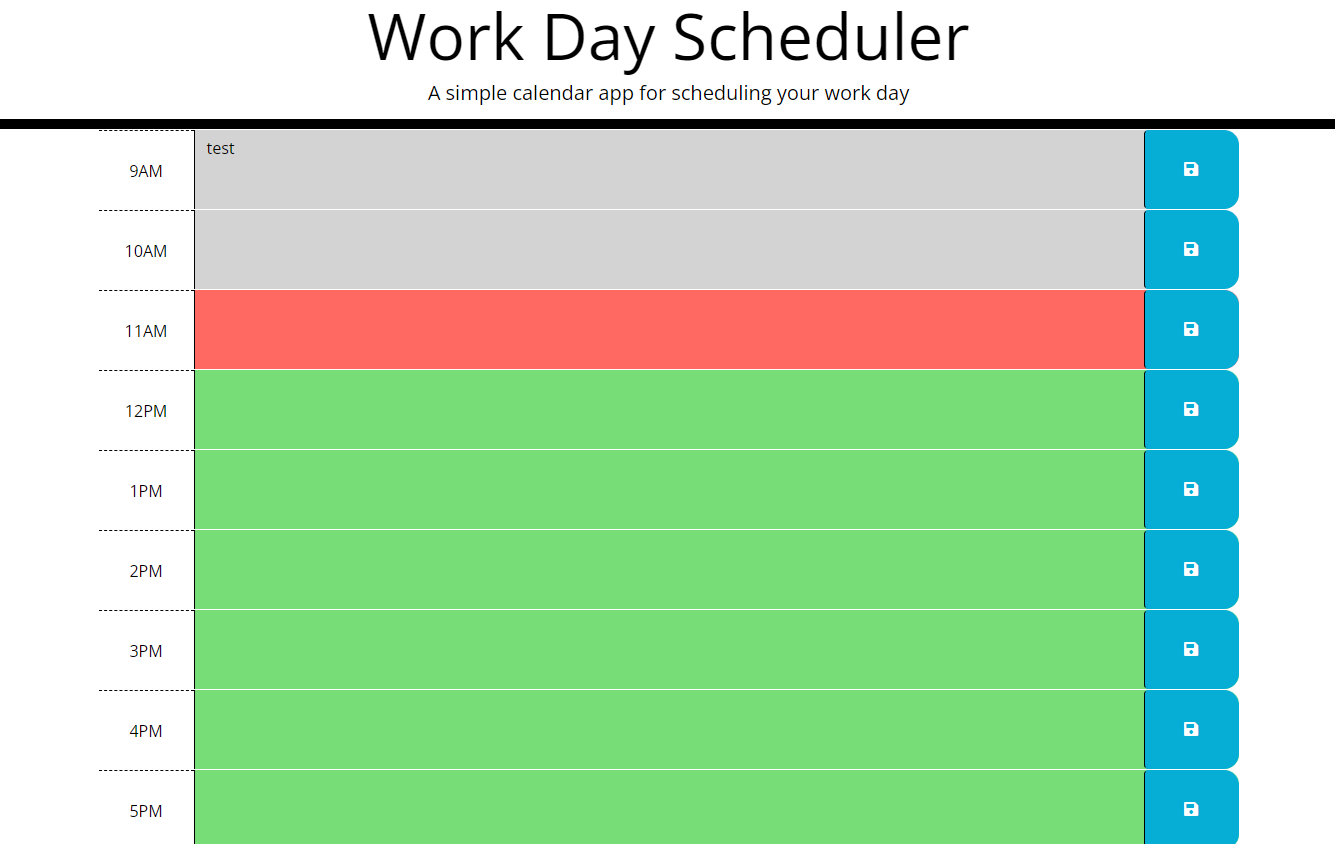 Work Day Scheduler
A simple calendar app for scheduling your work day
9AM
test
10AM
11AM
12PM
1PM
2PM
3PM
4PM
5PM